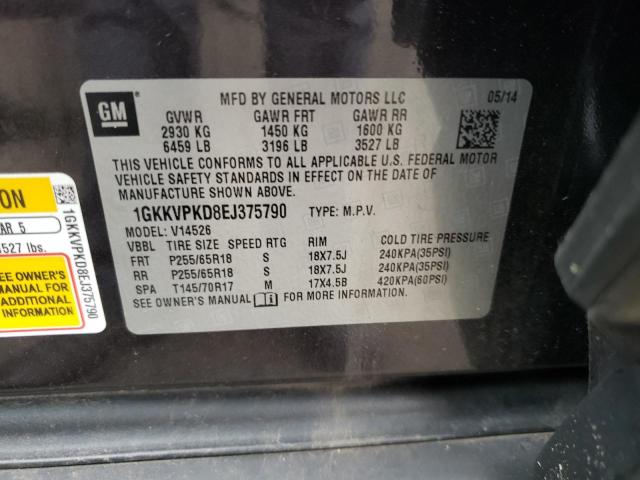 GM
MFD BY GENERAL MOTORS LLC 05/14
GVWR GAWR FRT GAWR RR
2930 KG 1450 KG 1600 KG
6459 LB 3196 LB 3527 LB
THIS VEHICLE CONFORMS TO ALL APPLICABLE U.S. FEDERAL MOTOR
VEHICLE SAFETY STANDARDS IN EFFECT ON THE DATE OF
MANUFACTURE SHOWN ABOVE.
1GKKVPKD8EJ375790 TYPE: M.P.V.
MODEL: V14526
VBBL TIRE SIZE SPEED RTG RIM COLD TIRE PRESSURE
FRT P255/65R18 S 18X7.5J 240KPA(35PSI)
RR P255/65R18 S 18X7.5J 240KPA(35PSI)
SPA T145/70R17 M 17X4.5B 420KPA(60PSI)
SEE OWNER'S MANUAL i FOR MORE INFORMATION.
ON
AR 5
527 lbs.
SEE OWNER'S
MANUAL FOR
ADDITIONAL
INFORMATION
1GKKVPKD8EJ375790